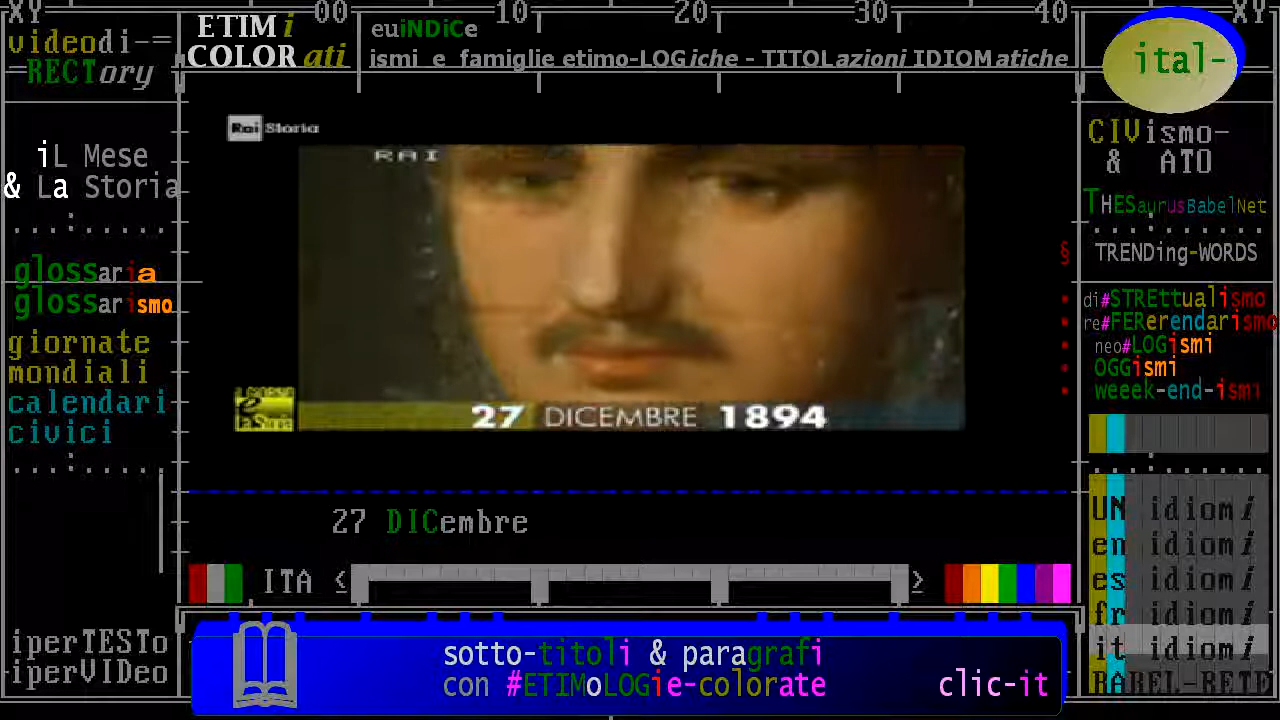 XY 00 10 20 30 40 XY
videodi-=
=RECTory
ETIMi
COLORati
euiNDiCe
ismi e famiglie etimo-LOGiche - TITOLazioni IDIOMatiche
ital-
iL Mese
& La Storia
glossaria
glossarismo
giornate
mondiali
calendari
civici
iperTESTo
iperVIDeo
Rai Storia
RAI
27 DICEMBRE 1894
27 DICembre
ITA < >
sotto-titoli & paragrafi
con #ETIMoLOGie-colorate clic-it
CIVismo-
& ATO
THESaurusBabelNet
TRENDing-WORDS
§
di#STREttualismo
re#FERerendarismo
neo#LOGismi
OGGismi
weeek-end-ismi
UN idiomi
en idiomi
es idiomi
fr idiomi
it idiomi